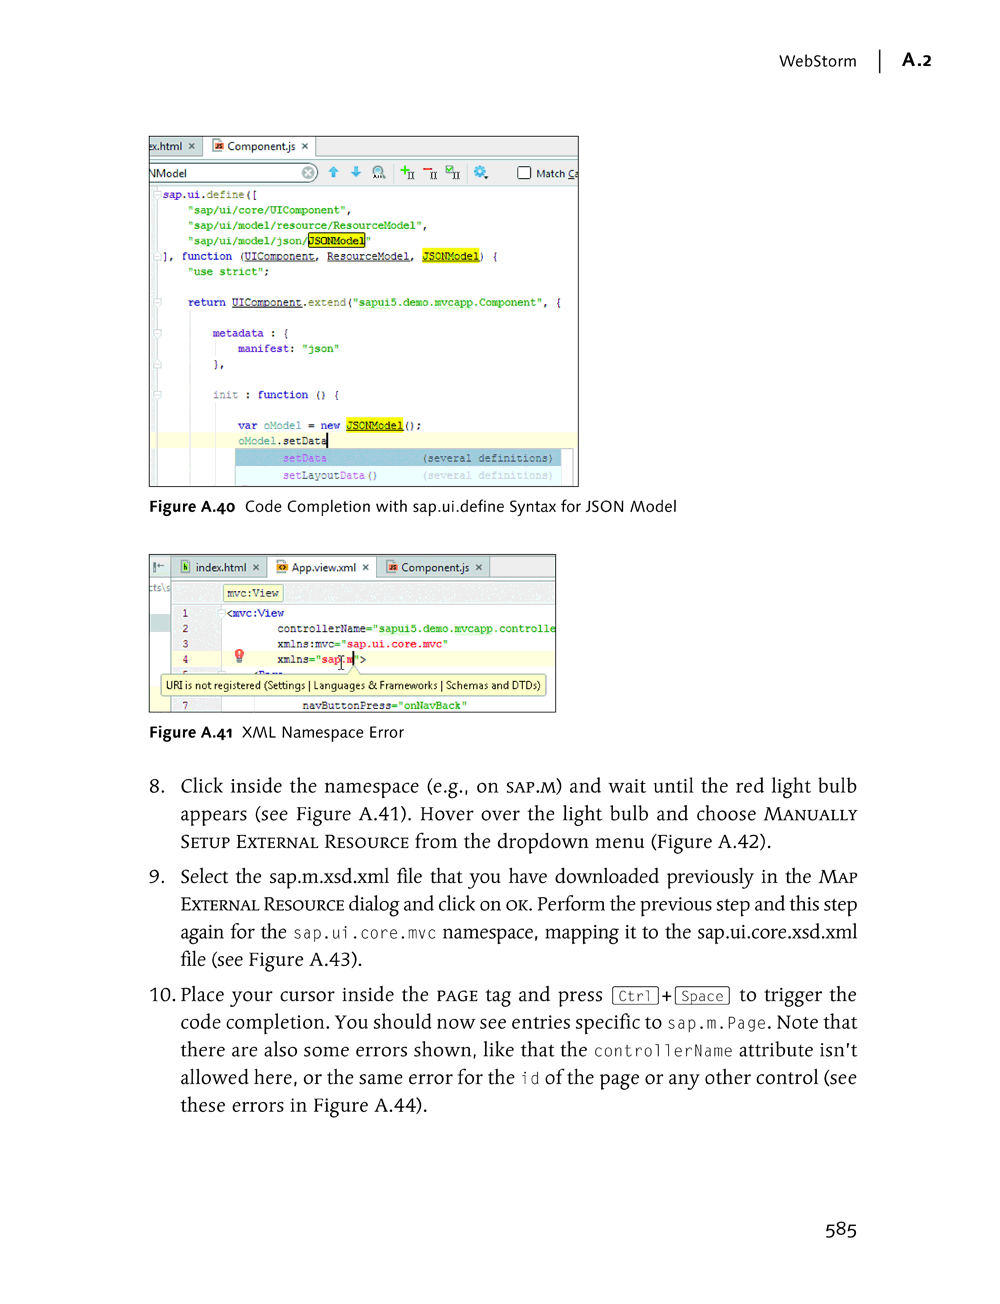 WebStorm | A.2
ex.html × Component.js ×
NModel Match Ca
sap.ui.define([
"sap/ui/core/UIComponent",
"sap/ui/model/resource/ResourceModel",
"sap/ui/model/json/JSONModel"
], function (UIComponent, ResourceModel, JSONModel) {
"use strict";
return UIComponent.extend("sapui5.demo.mvcapp.Component", {
metadata : {
manifest: "json"
},
init : function () {
var oModel = new JSONModel();
oModel.setData
setData (several definitions)
setLayoutData() (several definitions)
Figure A.40 Code Completion with sap.ui.define Syntax for JSON Model
index.html × App.view.xml × Component.js ×
cts\s
mvc:View
1 <mvc:View
2 controllerName="sapui5.demo.mvcapp.controlle
3 xmlns:mvc="sap.ui.core.mvc"
4 xmlns="sap.m">
URI is not registered (Settings | Languages & Frameworks | Schemas and DTDs)
7 navButtonPress="onNavBack"
Figure A.41 XML Namespace Error
8. Click inside the namespace (e.g., on SAP.M) and wait until the red light bulb
appears (see Figure A.41). Hover over the light bulb and choose MANUALLY
SETUP EXTERNAL RESOURCE from the dropdown menu (Figure A.42).
9. Select the sap.m.xsd.xml file that you have downloaded previously in the MAP
EXTERNAL RESOURCE dialog and click on OK. Perform the previous step and this step
again for the sap.ui.core.mvc namespace, mapping it to the sap.ui.core.xsd.xml
file (see Figure A.43).
10. Place your cursor inside the PAGE tag and press Ctrl+Space to trigger the
code completion. You should now see entries specific to sap.m.Page. Note that
there are also some errors shown, like that the controllerName attribute isn't
allowed here, or the same error for the id of the page or any other control (see
these errors in Figure A.44).
585